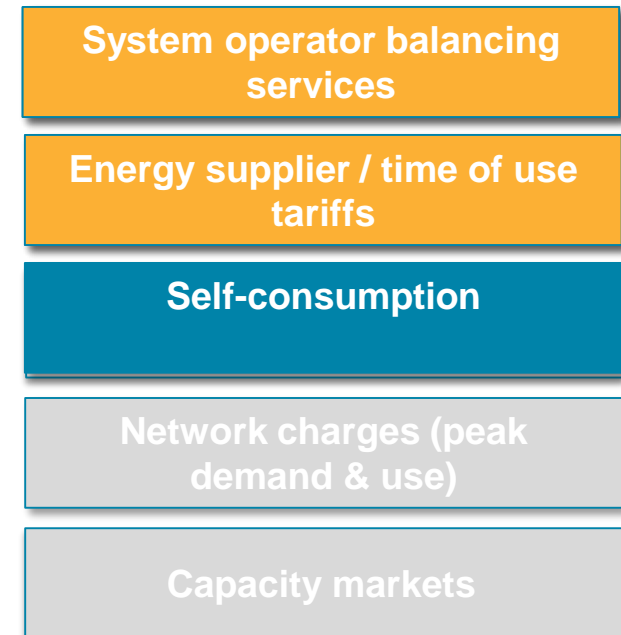 System operator balancing
services
Energy supplier / time of use
tariffs
Self-consumption
Network charges (peak
demand & use)
Capacity markets